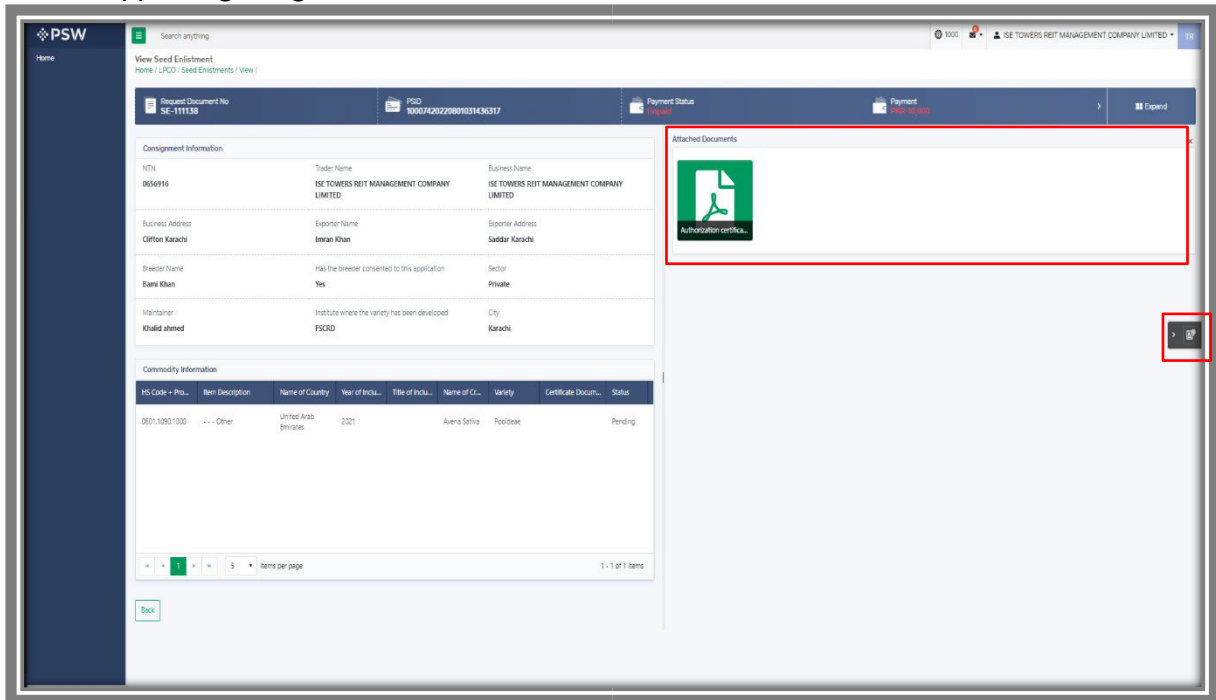 PSW
Search anything
1000
ISE TOWERS REIT MANAGEMENT COMPANY LIMITED
TR
Home
View Seed Enlistment
Home / LPCO / Seed Enlistments / View /
Request Document No
SE-111138
PSID
10007420220801031436317
Payment Status
Unpaid
Payment
PKR 10,000
Expand
Consignment Information
NTN
Trader Name
Business Name
0656916
ISE TOWERS REIT MANAGEMENT COMPANY LIMITED
ISE TOWERS REIT MANAGEMENT COMPANY LIMITED
Business Address
Exporter Name
Exporter Address
Clifton Karachi
Imran Khan
Saddar Karachi
Breeder Name
Has the breeder consented to this application
Sector
Bami Khan
Yes
Private
Maintainer
Institute where the variety has been developed
City
Khalid ahmed
FSCRD
Karachi
Attached Documents
Authorization certifica...
Commodity Information
HS Code + Pro... Item Description Name of Country Year of Inclu... Title of Inclu... Name of Cr... Variety Certificate Docum... Status
0601.1090.1000 - - - Other United Arab Emirates 2021 Avena Sativa Pooideae Pending
1 5 items per page 1 - 1 of 1 items
Back